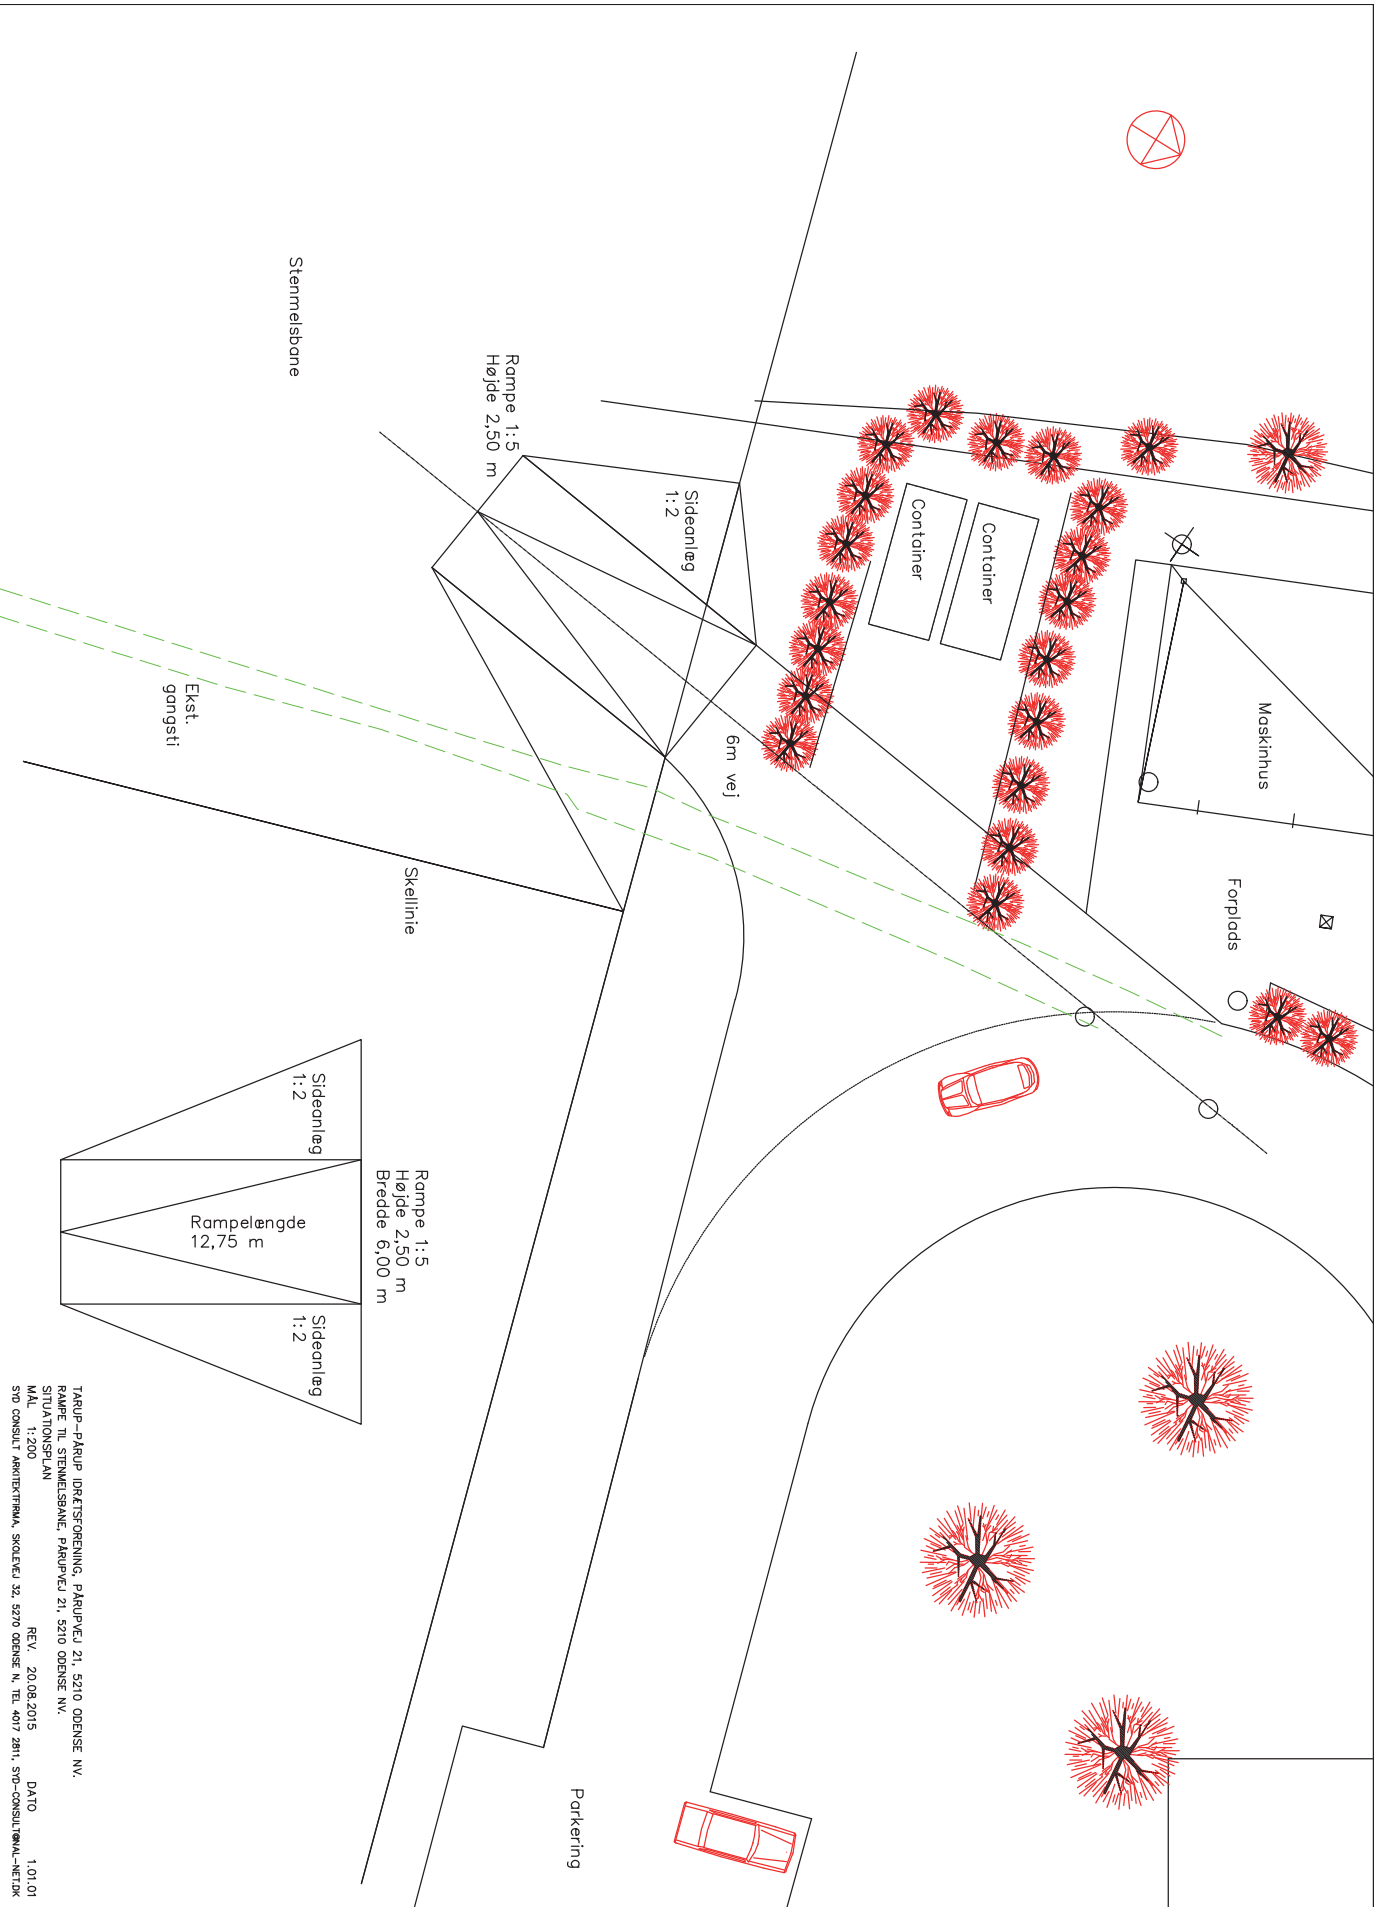 Stenmelsbane
Rampe 1:5
Højde 2,50 m
Sideanlæg
1:2
Container
Container
Maskinhus
6m vej
Ekst.
gangsti
Forplads
Skellinie
Sideanlæg
1:2
Rampe 1:5
Højde 2,50 m
Bredde 6,00 m
Rampelængde
12,75 m
Sideanlæg
1:2
Parkering
TARUP-PÅRUP IDRÆTSFORENING, PÅRUPVEJ 21, 5210 ODENSE NV.
RAMPE TIL STENMELSBANE, PÅRUPVEJ 21, 5210 ODENSE NV.
SITUATIONSPLAN
MÅL 1:200 REV. 20.08.2015 DATO 1.01.01
SYD CONSULT ARKITEKTFIRMA, SKOLEVEJ 32, 5270 ODENSE N, TEL 4017 2811, SYD-CONSULT@MAIL-NET.DK